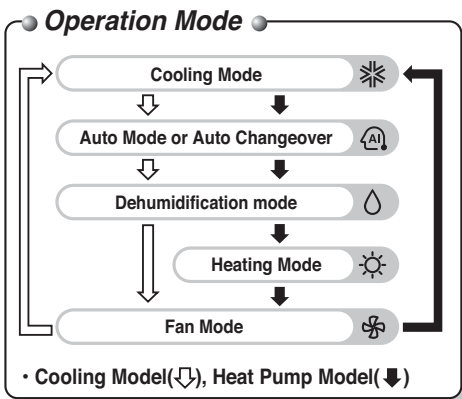 Operation Mode
Cooling Mode
Auto Mode or Auto Changeover
AI
Dehumidification mode
Heating Mode
Fan Mode
• Cooling Model(⇩), Heat Pump Model(⬇)